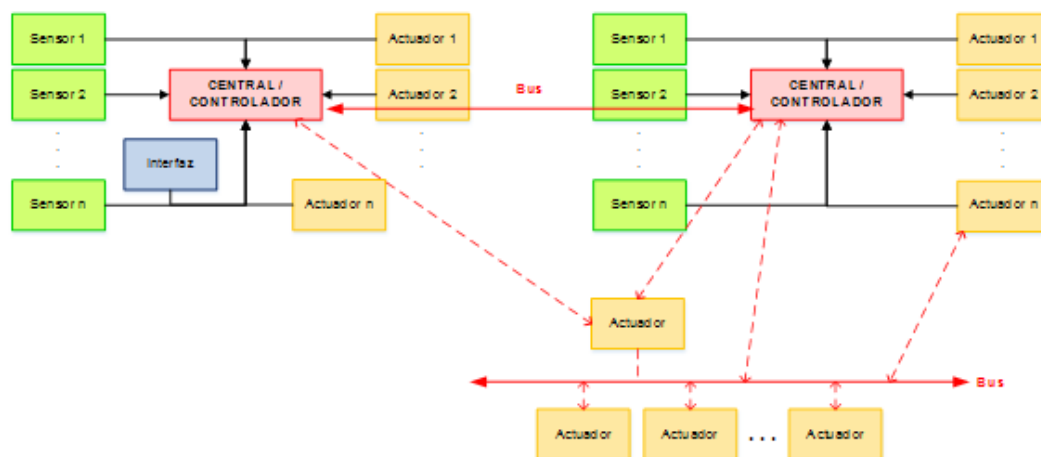 Sensor 1
Actuador 1
Sensor 1
Actuador 1
Sensor 2
CENTRAL /
CONTROLADOR
Actuador 2
Bus
Sensor 2
CENTRAL /
CONTROLADOR
Actuador 2
Interfaz
Sensor n
Actuador n
Sensor n
Actuador n
Actuador
Bus
Actuador
Actuador
...
Actuador